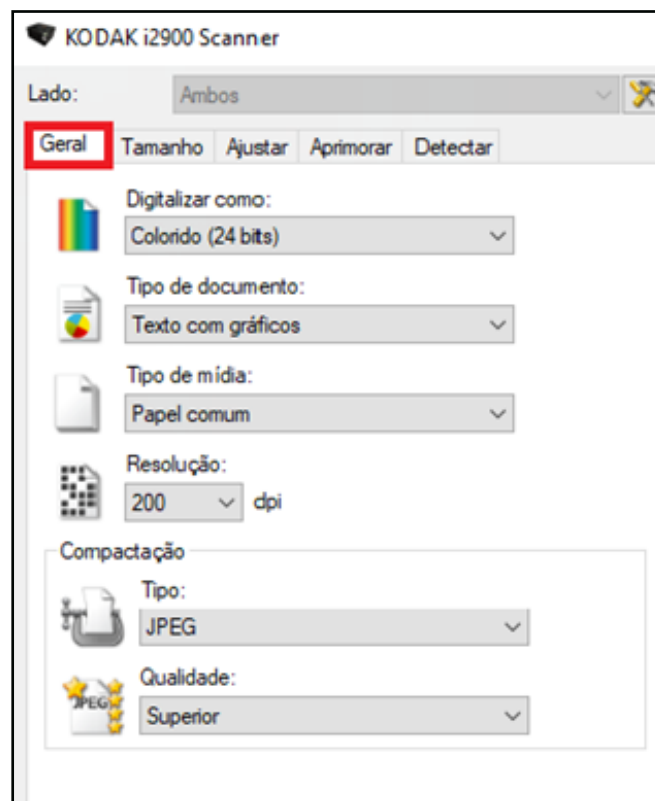 KODAK i2900 Scanner
Lado: Ambos
Geral Tamanho Ajustar Aprimorar Detectar
Digitalizar como:
Colorido (24 bits)
Tipo de documento:
Texto com gráficos
Tipo de mídia:
Papel comum
Resolução:
200 dpi
Compactação
Tipo:
JPEG
Qualidade:
JPEG Superior